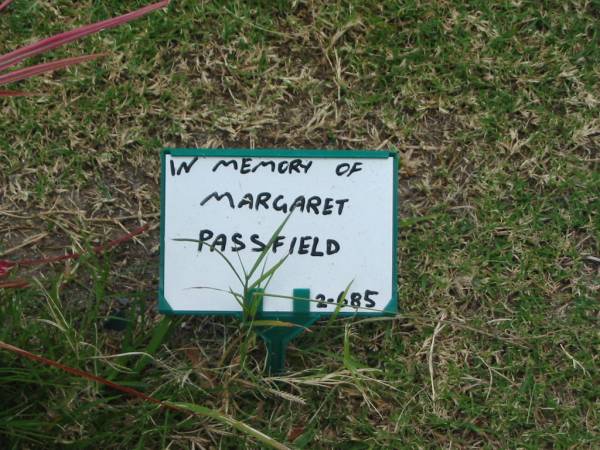 IN MEMORY OF
MARGARET
PASSFIELD
2-685